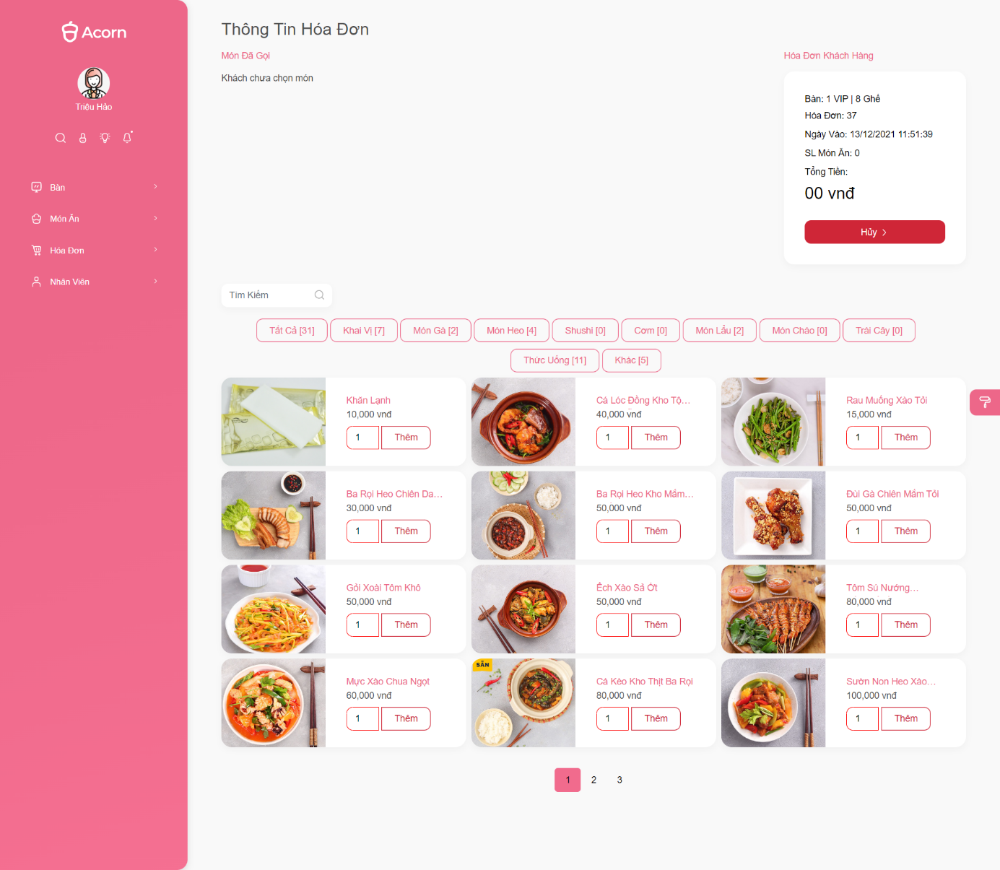 Acorn
Triệu Hảo
Bàn
Món Ăn
Hóa Đơn
Nhân Viên
Thông Tin Hóa Đơn
Món Đã Gọi
Khách chưa chọn món
Hóa Đơn Khách Hàng
Bàn: 1 VIP | 8 Ghế
Hóa Đơn: 37
Ngày Vào: 13/12/2021 11:51:39
SL Món Ăn: 0
Tổng Tiền:
00 vnđ
Hủy
Tìm Kiếm
Tất Cả [31] Khai Vị [7] Món Gà [2] Món Heo [4] Shushi [0] Cơm [0] Món Lẩu [2] Món Cháo [0] Trái Cây [0]
Thức Uống [11] Khác [5]
Khăn Lạnh
10,000 vnđ
1 Thêm
Cá Lóc Đồng Kho Tộ...
40,000 vnđ
1 Thêm
Rau Muống Xào Tỏi
15,000 vnđ
1 Thêm
Ba Rọi Heo Chiên Da...
30,000 vnđ
1 Thêm
Ba Rọi Heo Kho Mắm...
50,000 vnđ
1 Thêm
Đùi Gà Chiên Mắm Tỏi
50,000 vnđ
1 Thêm
Gỏi Xoài Tôm Khô
50,000 vnđ
1 Thêm
Ếch Xào Sả Ớt
50,000 vnđ
1 Thêm
Tôm Sú Nướng...
80,000 vnđ
1 Thêm
Mực Xào Chua Ngọt
60,000 vnđ
1 Thêm
SẴN
Cá Kèo Kho Thịt Ba Rọi
80,000 vnđ
1 Thêm
Sườn Non Heo Xào...
100,000 vnđ
1 Thêm
1 2 3